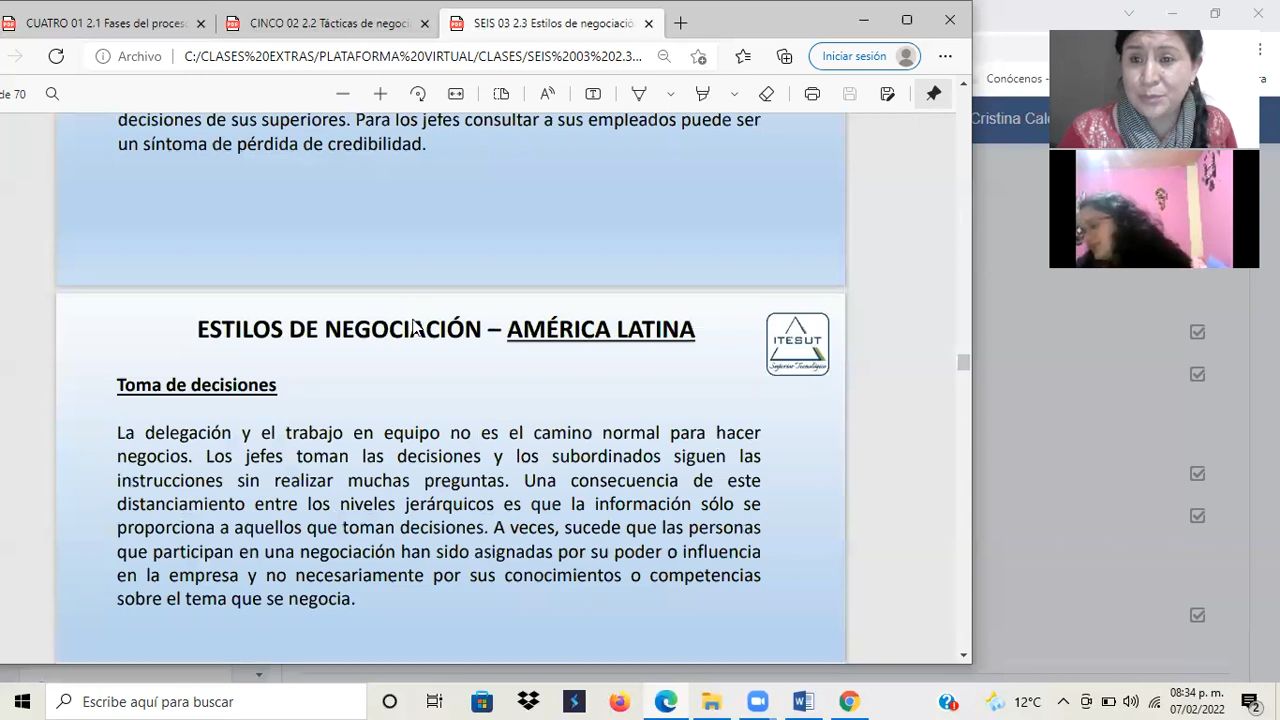 CUATRO 01 2.1 Fases del proces
CINCO 02 2.2 Tácticas de negoci
SEIS 03 2.3 Estilos de negociació
Archivo
C:/CLASES%20EXTRAS/PLATAFORMA%20VIRTUAL/CLASES/SEIS%2003%202.3...
Iniciar sesión
Conócenos
de 70
Cristina Cal
decisiones de sus superiores. Para los jefes consultar a sus empleados puede ser
un síntoma de pérdida de credibilidad.
ESTILOS DE NEGOCIACIÓN – AMÉRICA LATINA
ITESUT
Superior Tecnológico
Toma de decisiones
La delegación y el trabajo en equipo no es el camino normal para hacer
negocios. Los jefes toman las decisiones y los subordinados siguen las
instrucciones sin realizar muchas preguntas. Una consecuencia de este
distanciamiento entre los niveles jerárquicos es que la información sólo se
proporciona a aquellos que toman decisiones. A veces, sucede que las personas
que participan en una negociación han sido asignadas por su poder o influencia
en la empresa y no necesariamente por sus conocimientos o competencias
sobre el tema que se negocia.
Escribe aquí para buscar
12°C
08:34 p. m.
07/02/2022
2